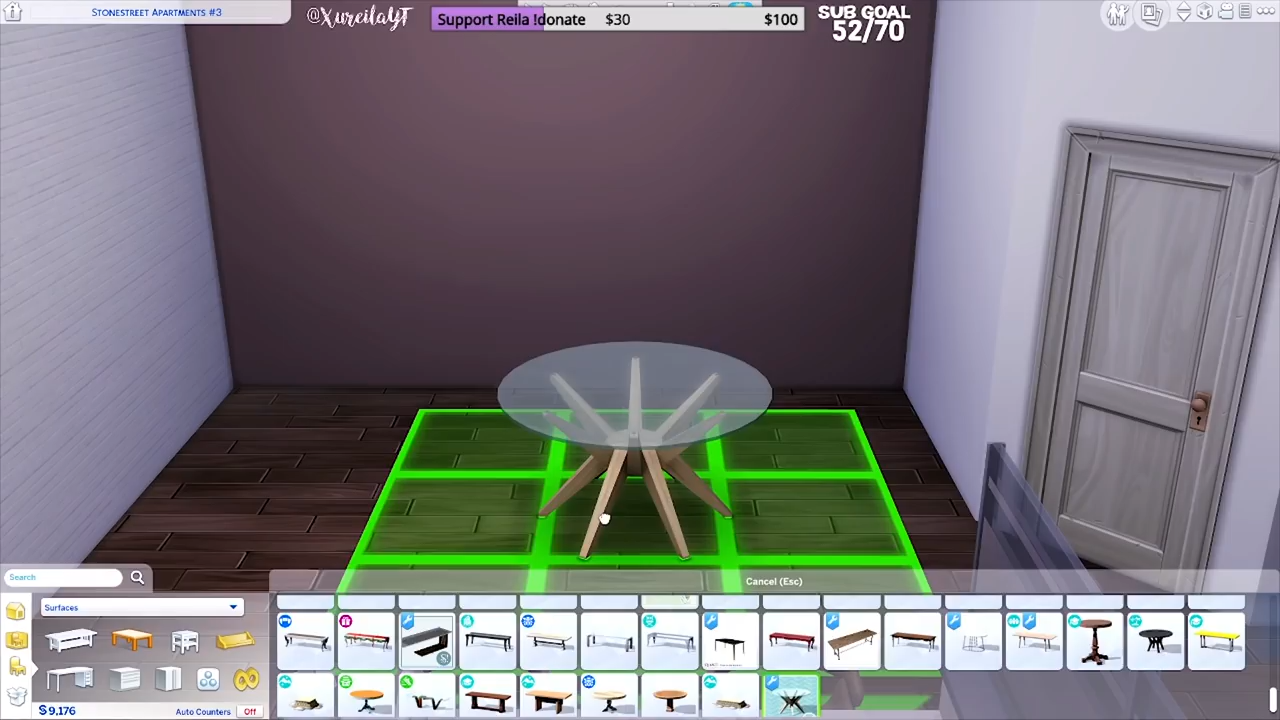 STONESTREET APARTMENTS #3
@XureilaYT
Support Reila !donate $30 $100
SUB GOAL
52/70
Cancel (Esc)
Search
Surfaces
$9,176
Auto Counters Off